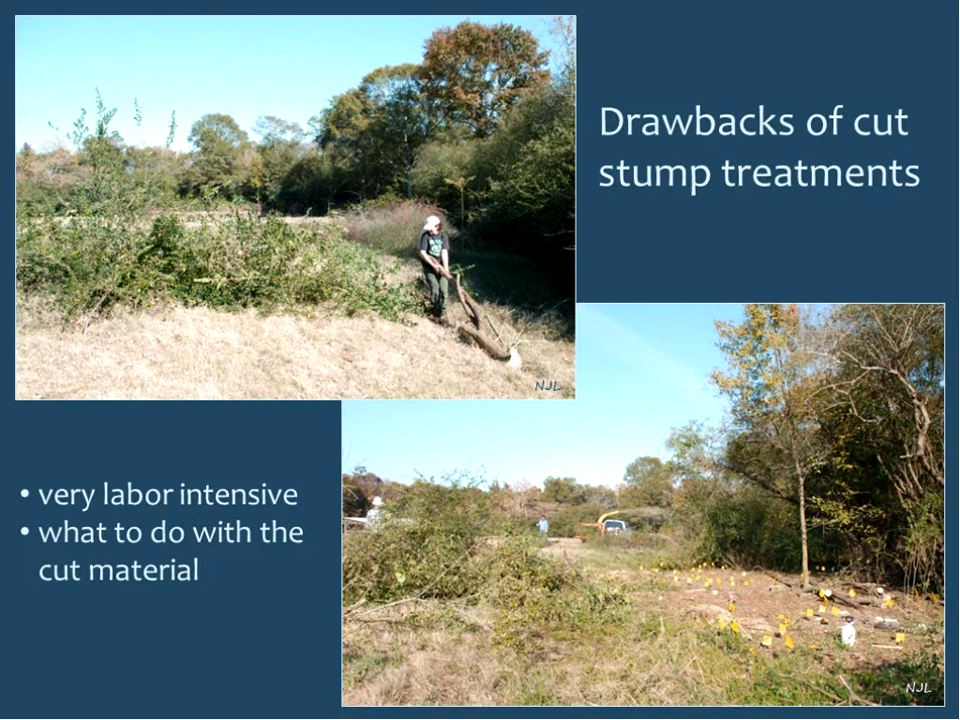 Drawbacks of cut
stump treatments
NJL
• very labor intensive
• what to do with the
cut material
NJL